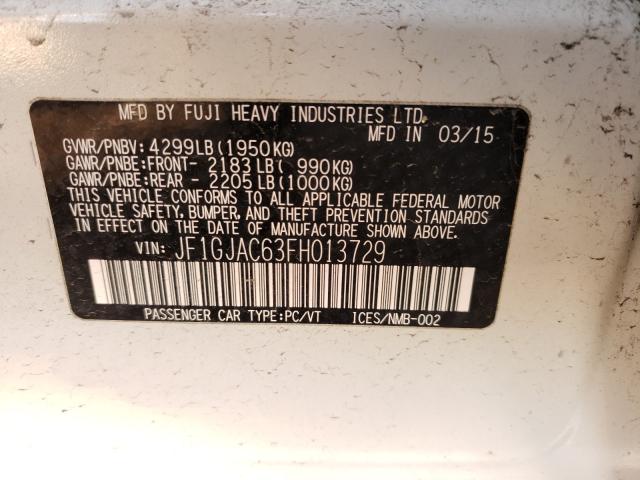 MFD BY FUJI HEAVY INDUSTRIES LTD.
MFD IN 03/15
GVWR/PNBV: 4299LB(1950KG)
GAWR/PNBE:FRONT- 2183LB( 990KG)
GAWR/PNBE:REAR - 2205LB(1000KG)
THIS VEHICLE CONFORMS TO ALL APPLICABLE FEDERAL MOTOR
VEHICLE SAFETY, BUMPER, AND THEFT PREVENTION STANDARDS
IN EFFECT ON THE DATE OF MANUFACTURE SHOWN ABOVE.
VIN: JF1GJAC63FH013729
PASSENGER CAR TYPE:PC/VT ICES/NMB-002